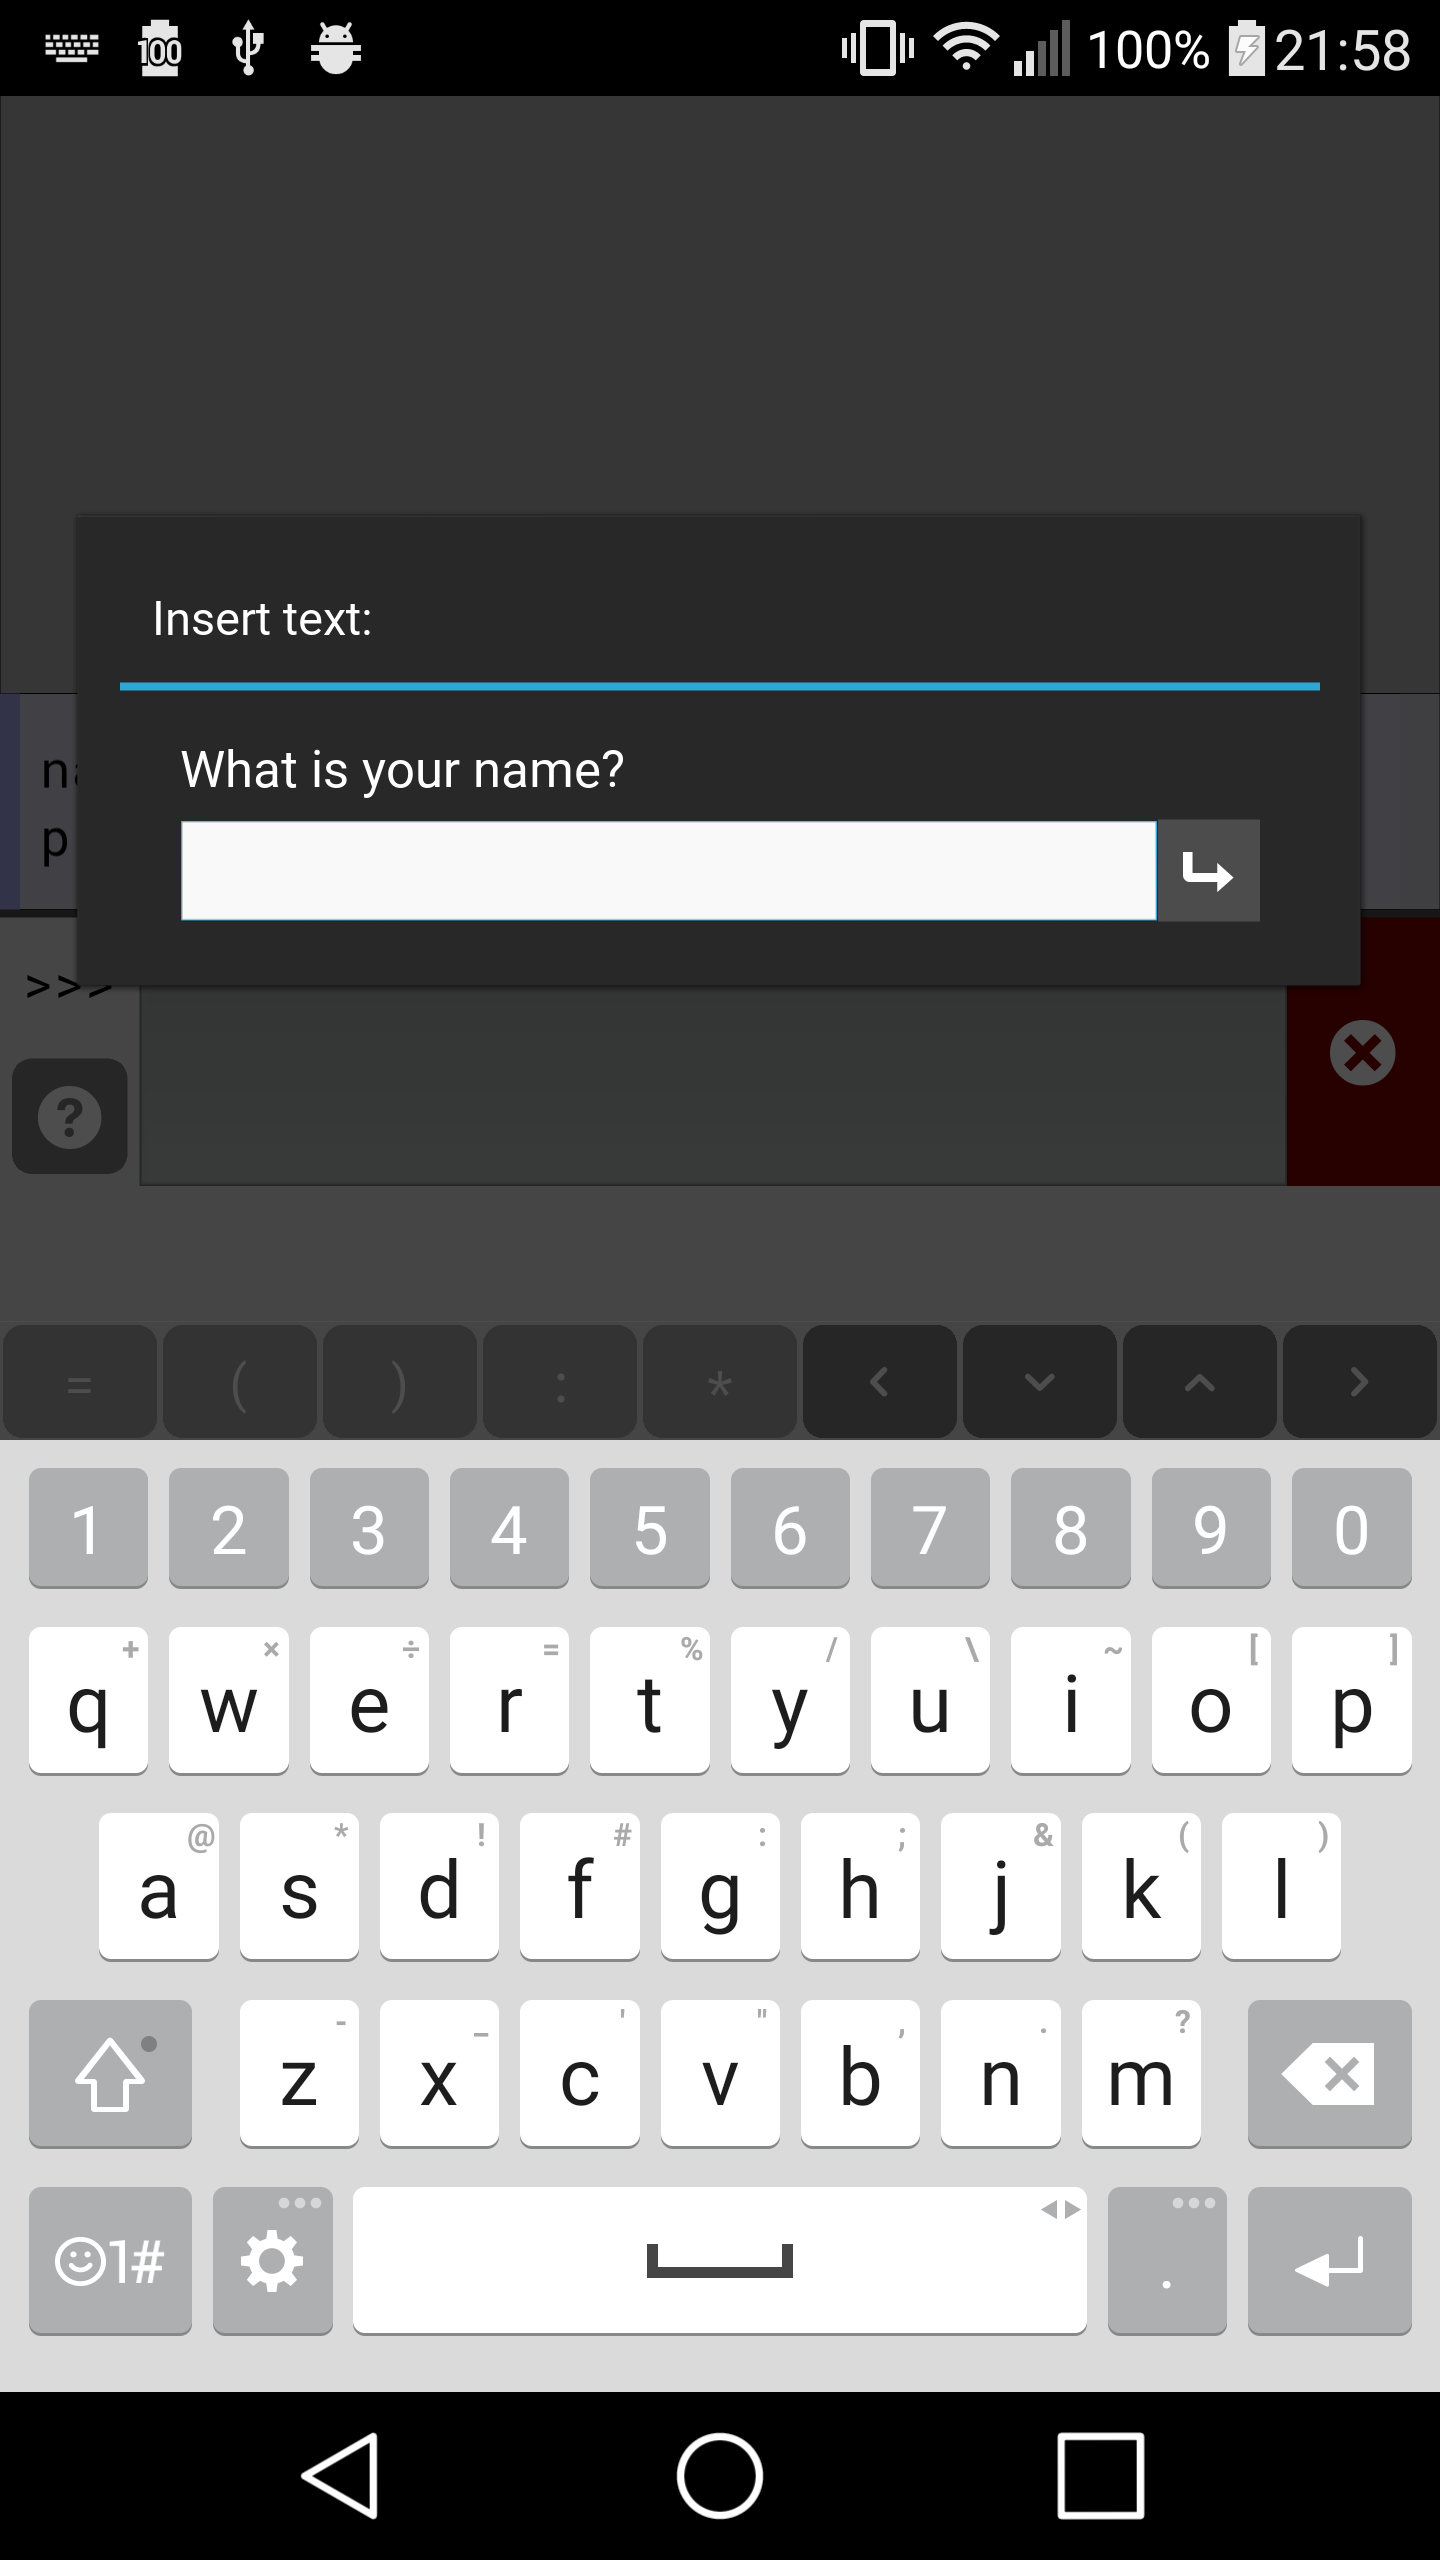 100 100% 21:58
Insert text:
What is your name?
p
>>>
?
= ( ) : *
1 2 3 4 5 6 7 8 9 0
+ × ÷ = % / \ ~ [ ]
q w e r t y u i o p
@ * ! # : ; & ( )
a s d f g h j k l
- _ ' " , . ?
z x c v b n m
1# .